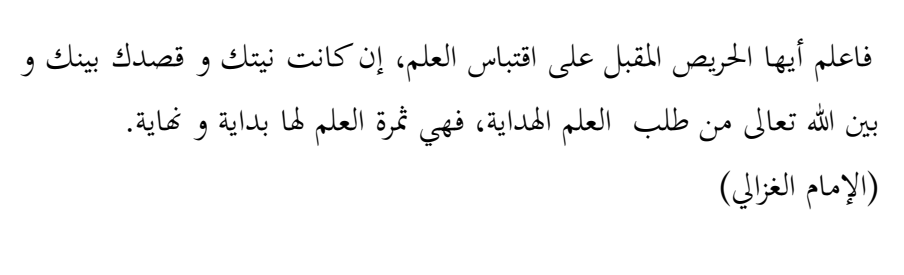 فاعلم أيها الحريص المقبل على اقتباس العلم، إن كانت نيتك و قصدك بينك و
بين الله تعالى من طلب العلم الهداية، فهي ثمرة العلم لها بداية و نهاية.
(الإمام الغزالي)